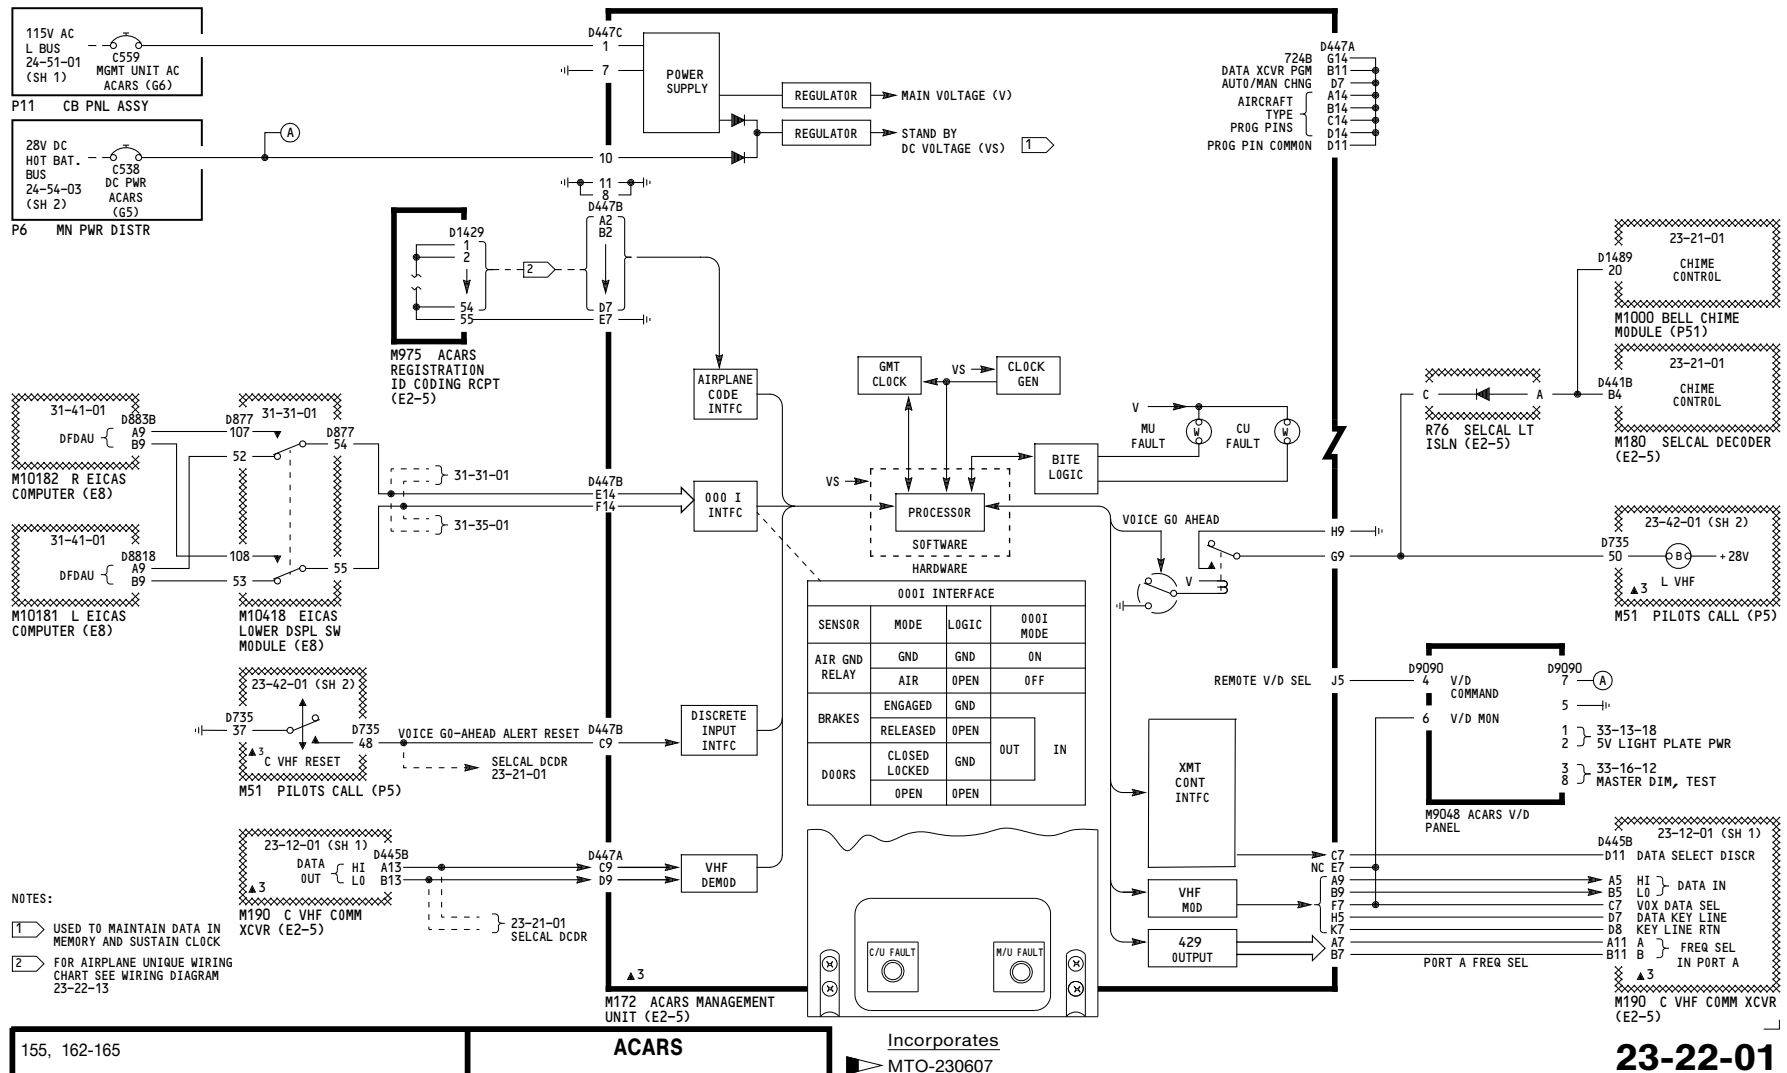 115V AC
L BUS
24-51-01
(SH 1)
C559
MGMT UNIT AC
ACARS (G6)
P11 CB PNL ASSY
28V DC
HOT BAT.
BUS
24-54-03
(SH 2)
C538
DC PWR
ACARS
(G5)
P6 MN PWR DISTR
A
D447C
1
7
10
11
8
POWER
SUPPLY
REGULATOR
MAIN VOLTAGE (V)
REGULATOR
STAND BY
DC VOLTAGE (VS)
1
D447A
724B G14
DATA XCVR PGM B11
AUTO/MAN CHNG D7
AIRCRAFT
TYPE
PROG PINS
A14
B14
C14
D14
PROG PIN COMMON D11
D1429
1
2
54
55
2
D447B
A2
B2
D7
E7
M975 ACARS
REGISTRATION
ID CODING RCPT
(E2-5)
AIRPLANE
CODE
INTFC
GMT
CLOCK
VS
CLOCK
GEN
V
MU
FAULT
W
CU
FAULT
W
BITE
LOGIC
VS
PROCESSOR
SOFTWARE
HARDWARE
31-41-01
D883B
DFDAU
A9
B9
M10182 R EICAS
COMPUTER (E8)
31-41-01
D8818
DFDAU
A9
B9
M10181 L EICAS
COMPUTER (E8)
D877
31-31-01
D877
107
52
54
108
53
55
M10418 EICAS
LOWER DSPL SW
MODULE (E8)
31-31-01
31-35-01
D447B
E14
F14
000 I
INTFC
VOICE GO AHEAD
V
H9
G9
23-21-01
D1489
20
CHIME
CONTROL
M1000 BELL CHIME
MODULE (P51)
23-21-01
D441B
B4
CHIME
CONTROL
M180 SELCAL DECODER
(E2-5)
C
A
R76 SELCAL LT
ISLN (E2-5)
23-42-01 (SH 2)
D735
50
B
+28V
L VHF
▲3
M51 PILOTS CALL (P5)
000I INTERFACE
SENSOR MODE LOGIC 000I
MODE
AIR GND
RELAY
GND GND ON
AIR OPEN OFF
BRAKES
ENGAGED GND
RELEASED OPEN
DOORS
CLOSED
LOCKED
GND
OPEN OPEN
OUT
IN
23-42-01 (SH 2)
D735
37
D735
48
▲3
C VHF RESET
M51 PILOTS CALL (P5)
VOICE GO-AHEAD ALERT RESET
SELCAL DCDR
23-21-01
D447B
C9
DISCRETE
INPUT
INTFC
23-12-01 (SH 1)
D445B
DATA
OUT
HI A13
LO B13
▲3
M190 C VHF COMM
XCVR (E2-5)
23-21-01
SELCAL DCDR
D447A
C9
D9
VHF
DEMOD
REMOTE V/D SEL J5
D9090
4 V/D
COMMAND
6 V/D MON
D9090
7
A
5
1
2
33-13-18
5V LIGHT PLATE PWR
3
8
33-16-12
MASTER DIM, TEST
M9048 ACARS V/D
PANEL
XMT
CONT
INTFC
VHF
MOD
429
OUTPUT
C7
NC E7
A9
B9
F7
H5
K7
A7
B7
PORT A FREQ SEL
23-12-01 (SH 1)
D445B
D11 DATA SELECT DISCR
A5 HI
B5 LO
DATA IN
C7 VOX DATA SEL
D7 DATA KEY LINE
D8 KEY LINE RTN
A11 A
B11 B
FREQ SEL
IN PORT A
▲3
M190 C VHF COMM XCVR
(E2-5)
C/U FAULT
M/U FAULT
▲3
M172 ACARS MANAGEMENT
UNIT (E2-5)
NOTES:
1 USED TO MAINTAIN DATA IN
MEMORY AND SUSTAIN CLOCK
2 FOR AIRPLANE UNIQUE WIRING
CHART SEE WIRING DIAGRAM
23-22-13
155, 162-165
ACARS
Incorporates
MTO-230607
23-22-01